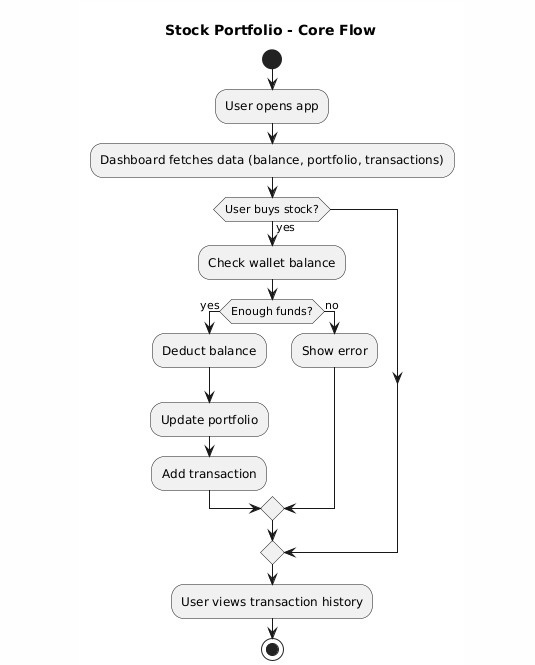 Stock Portfolio - Core Flow
User opens app
Dashboard fetches data (balance, portfolio, transactions)
User buys stock?
yes
Check wallet balance
yes
Enough funds?
no
Deduct balance
Show error
Update portfolio
Add transaction
User views transaction history